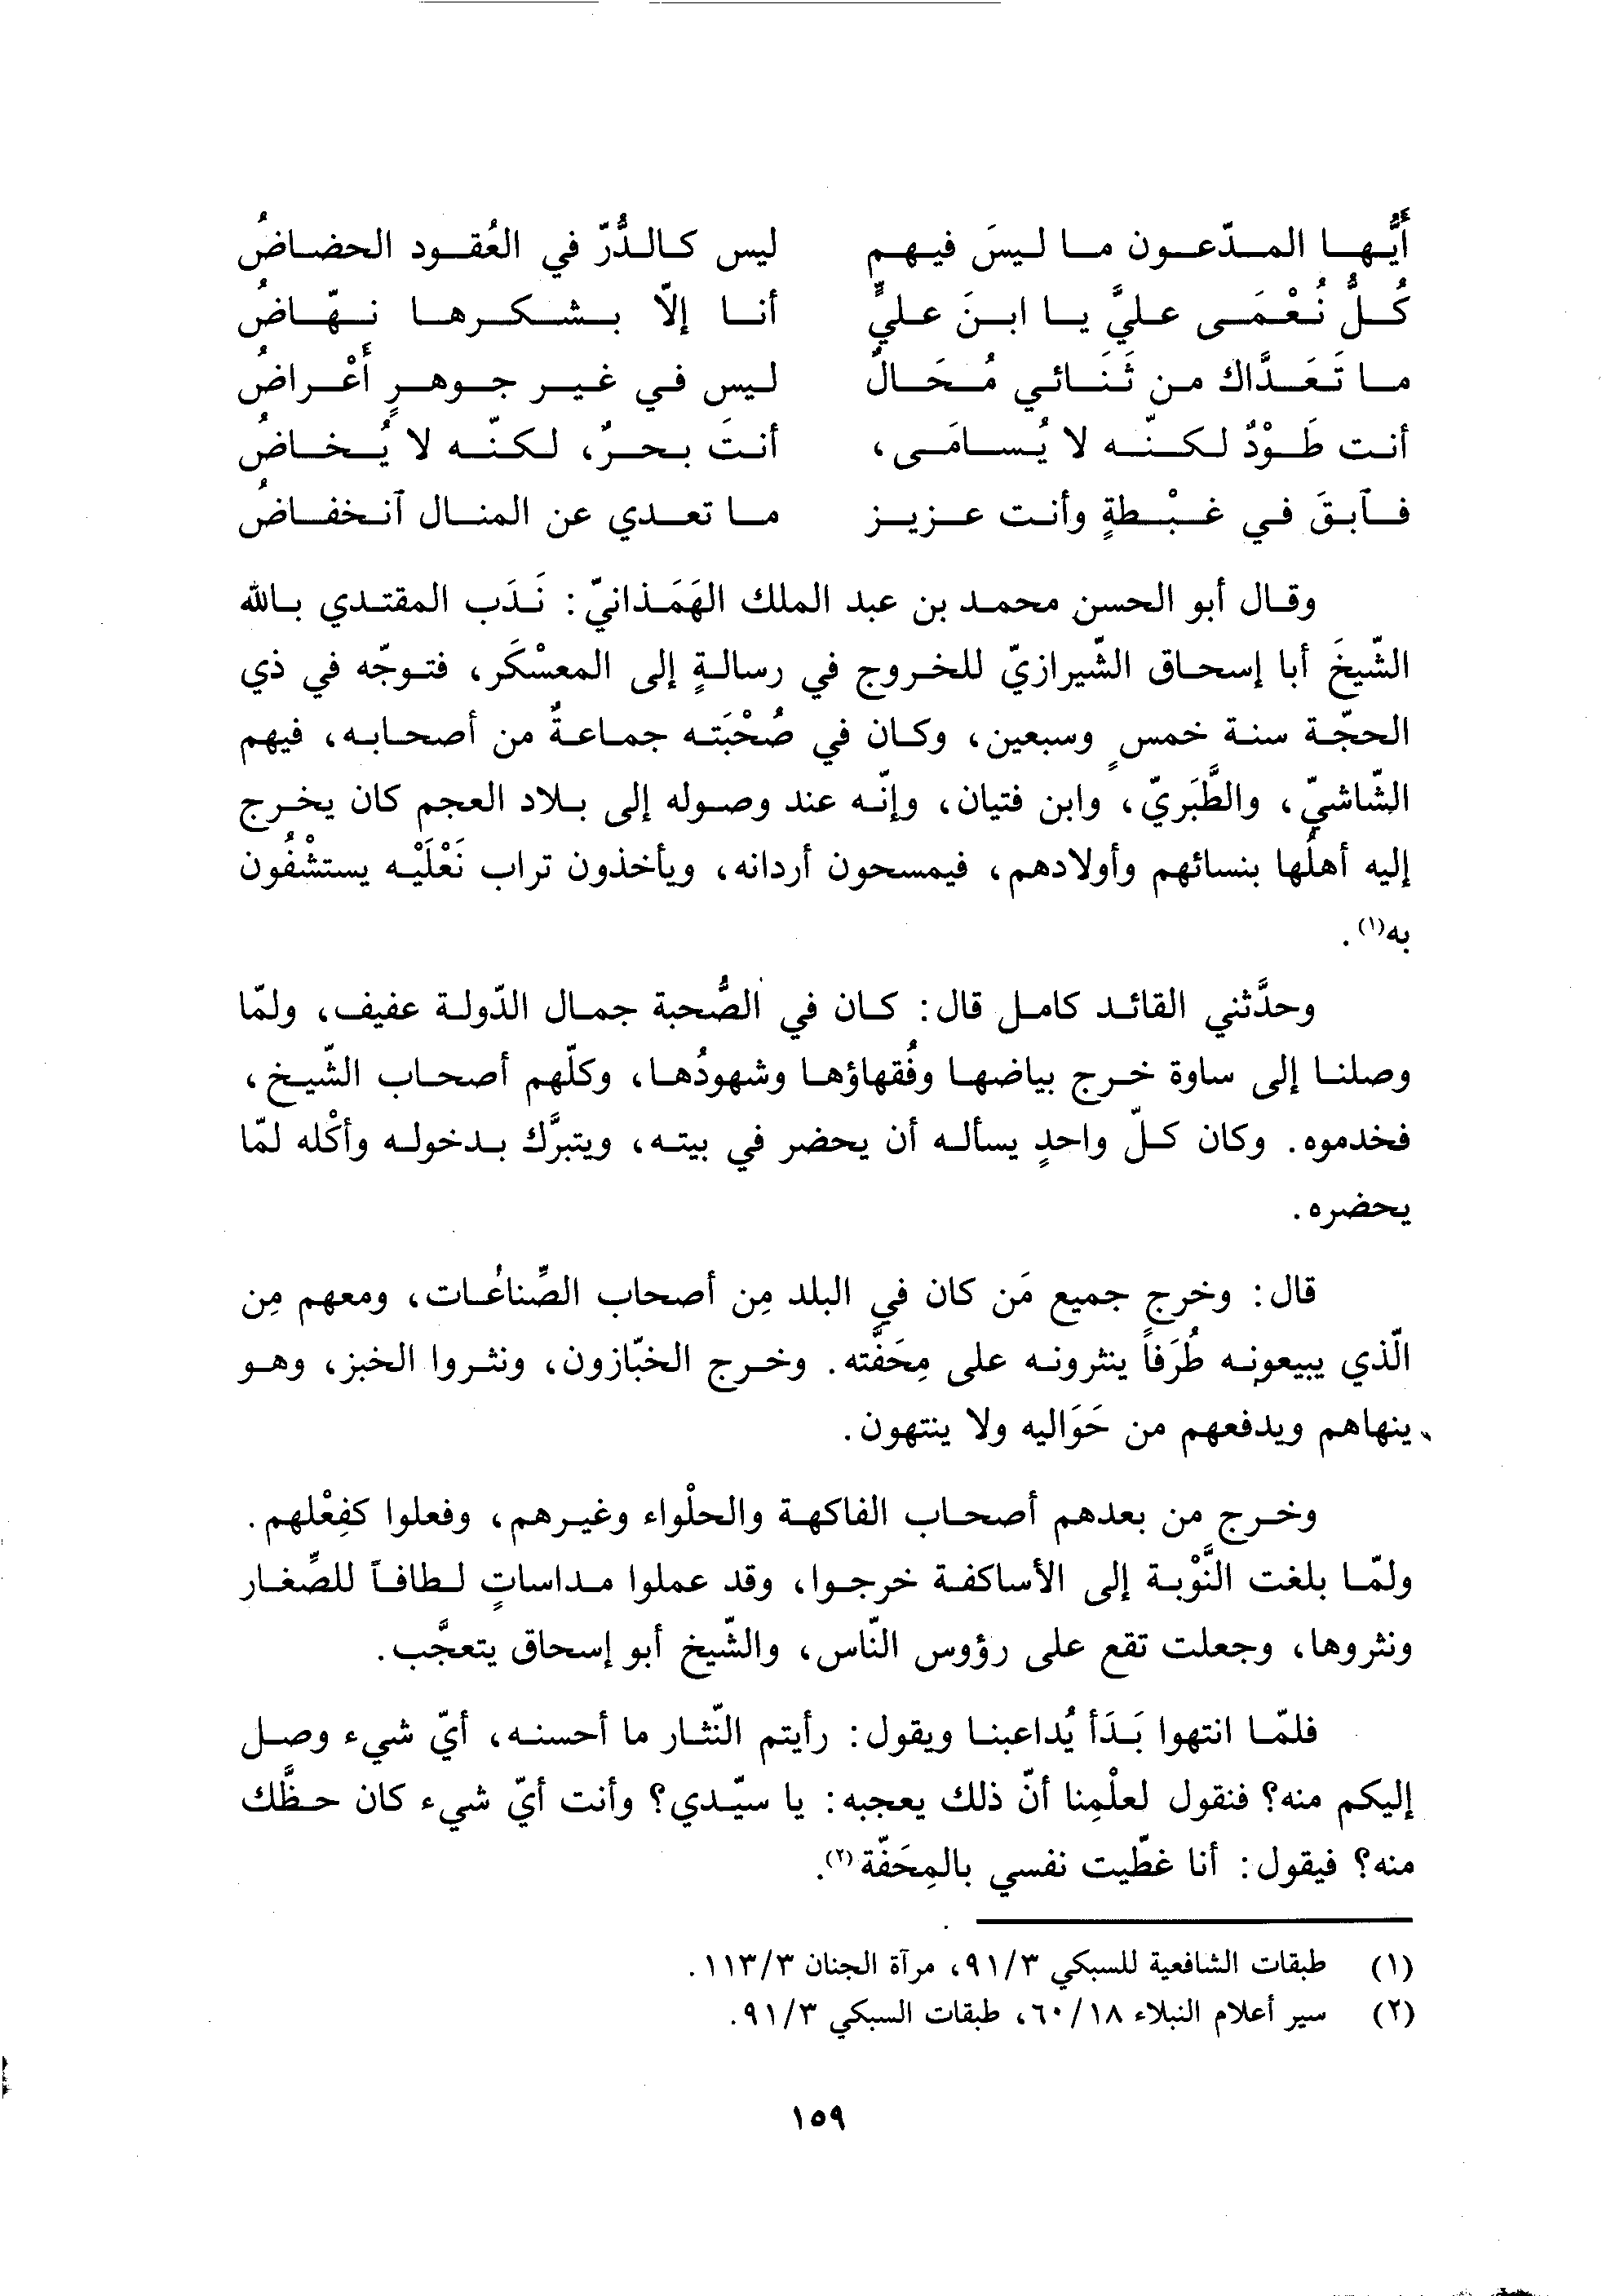 أَيُّها المدّعون ما ليسَ فيهم ليس كالدُّرّ في العُقود الحضاضُ
كُلُّ نُعْمَى عليَّ يا ابنَ عليٍّ أنا إلّا بشكرها نهّاضُ
ما تَعَدَّاك من ثَنَائي مُحَالٌ ليس في غير جوهرٍ أَعْراضُ
أنت طَوْدٌ لكنّه لا يُسامَى، أنتَ بحرٌ، لكنّه لا يُخاضُ
فآبقَ في غبْطةٍ وأنت عزيز ما تعدي عن المنال آنخفاضُ
وقال أبو الحسن محمد بن عبد الملك الهَمَذانيّ: نَدَب المقتدي بالله
الشّيخَ أبا إسحاق الشّيرازيّ للخروج في رسالةٍ إلى المعسْكَر، فتوجّه في ذي
الحجّة سنة خمسٍ وسبعين، وكان في صُحْبَته جماعةٌ من أصحابه، فيهم
الشّاشيّ، والطَّبَريّ، وابن فتيان، وإنّه عند وصوله إلى بلاد العجم كان يخرج
إليه أهلُها بنسائهم وأولادهم، فيمسحون أردانه، ويأخذون تراب نَعْلَيْه يستشْفُون
به(١).
وحدَّثني القائد كامل قال: كان في الصُّحبة جمال الدّولة عفيف، ولمّا
وصلنا إلى ساوة خرج بياضها وفُقهاؤها وشهودُها، وكلّهم أصحاب الشّيخ،
فخدموه. وكان كلّ واحدٍ يسأله أن يحضر في بيته، ويتبرَّك بدخوله وأكْله لمّا
يحضره.
قال: وخرج جميع مَن كان في البلد مِن أصحاب الصِّناعات، ومعهم مِن
الّذي يبيعونه طُرَفاً ينثرونه على مِحَفَّته. وخرج الخبّازون، ونثروا الخبز، وهو
ينهاهم ويدفعهم من حَوَاليه ولا ينتهون.
وخرج من بعدهم أصحاب الفاكهة والحلْواء وغيرهم، وفعلوا كفِعْلهم.
ولمّا بلغت النَّوْبة إلى الأساكفة خرجوا، وقد عملوا مداساتٍ لطافاً للصِّغار
ونثروها، وجعلت تقع على رؤوس النّاس، والشّيخ أبو إسحاق يتعجَّب.
فلمّا انتهوا بَدَأ يُداعبنا ويقول: رأيتم النّثار ما أحسنه، أيّ شيء وصل
إليكم منه؟ فنقول لعلْمِنا أنّ ذلك يعجبه: يا سيّدي؟ وأنت أيّ شيء كان حظَّك
منه؟ فيقول: أنا غطّيت نفسي بالمِحَفّة(٢).
(١) طبقات الشافعية للسبكي ٩١/٣، مرآة الجنان ١١٣/٣.
(٢) سير أعلام النبلاء ٦٠/١٨، طبقات السبكي ٩١/٣.
١٥٩